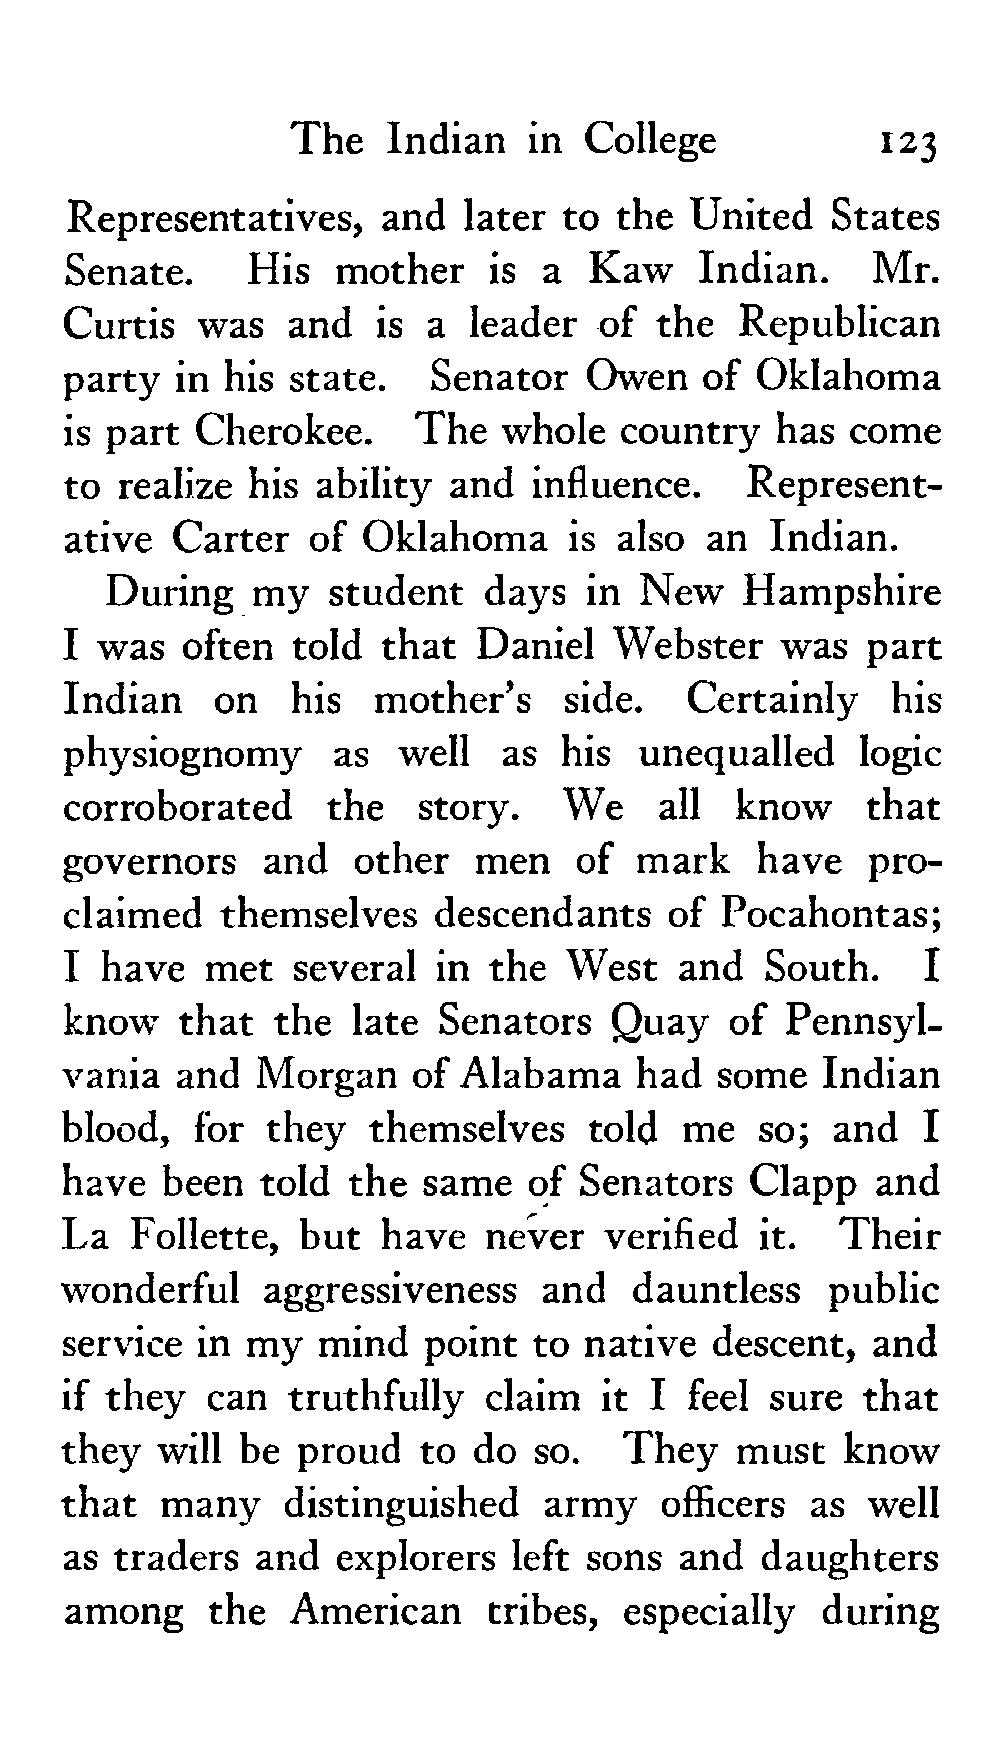 The Indian in College 123
Representatives, and later to the United States
Senate. His mother is a Kaw Indian. Mr.
Curtis was and is a leader of the Republican
party in his state. Senator Owen of Oklahoma
is part Cherokee. The whole country has come
to realize his ability and influence. Represent-
ative Carter of Oklahoma is also an Indian.
During my student days in New Hampshire
I was often told that Daniel Webster was part
Indian on his mother's side. Certainly his
physiognomy as well as his unequalled logic
corroborated the story. We all know that
governors and other men of mark have pro-
claimed themselves descendants of Pocahontas;
I have met several in the West and South. I
know that the late Senators Quay of Pennsyl-
vania and Morgan of Alabama had some Indian
blood, for they themselves told me so; and I
have been told the same of Senators Clapp and
La Follette, but have never verified it. Their
wonderful aggressiveness and dauntless public
service in my mind point to native descent, and
if they can truthfully claim it I feel sure that
they will be proud to do so. They must know
that many distinguished army officers as well
as traders and explorers left sons and daughters
among the American tribes, especially during